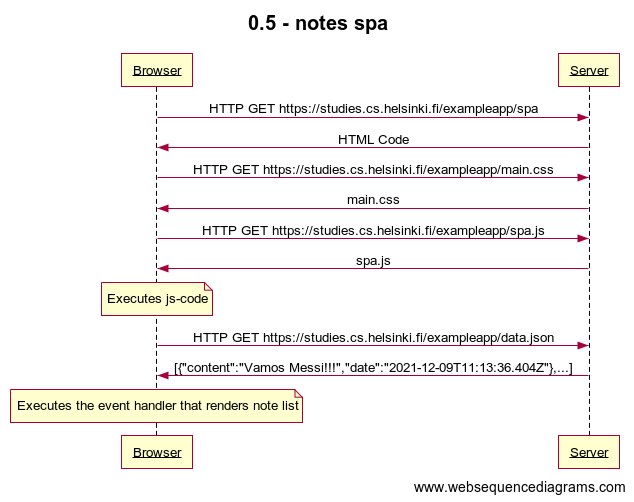 0.5 - notes spa
Browser
Server
HTTP GET https://studies.cs.helsinki.fi/exampleapp/spa
HTML Code
HTTP GET https://studies.cs.helsinki.fi/exampleapp/main.css
main.css
HTTP GET https://studies.cs.helsinki.fi/exampleapp/spa.js
spa.js
Executes js-code
HTTP GET https://studies.cs.helsinki.fi/exampleapp/data.json
[{"content":"Vamos Messi!!!","date":"2021-12-09T11:13:36.404Z"},...]
Executes the event handler that renders note list
Browser
Server
www.websequencediagrams.com